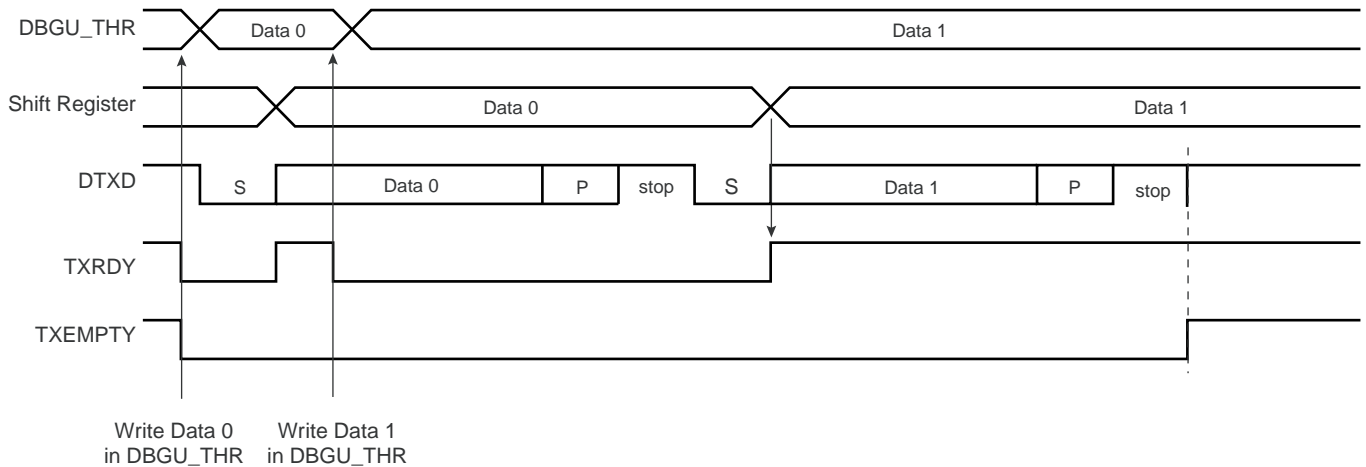 DBGU_THR Data 0 Data 1
Shift Register Data 0 Data 1
DTXD S Data 0 P stop S Data 1 P stop
TXRDY
TXEMPTY
Write Data 0 Write Data 1
in DBGU_THR in DBGU_THR